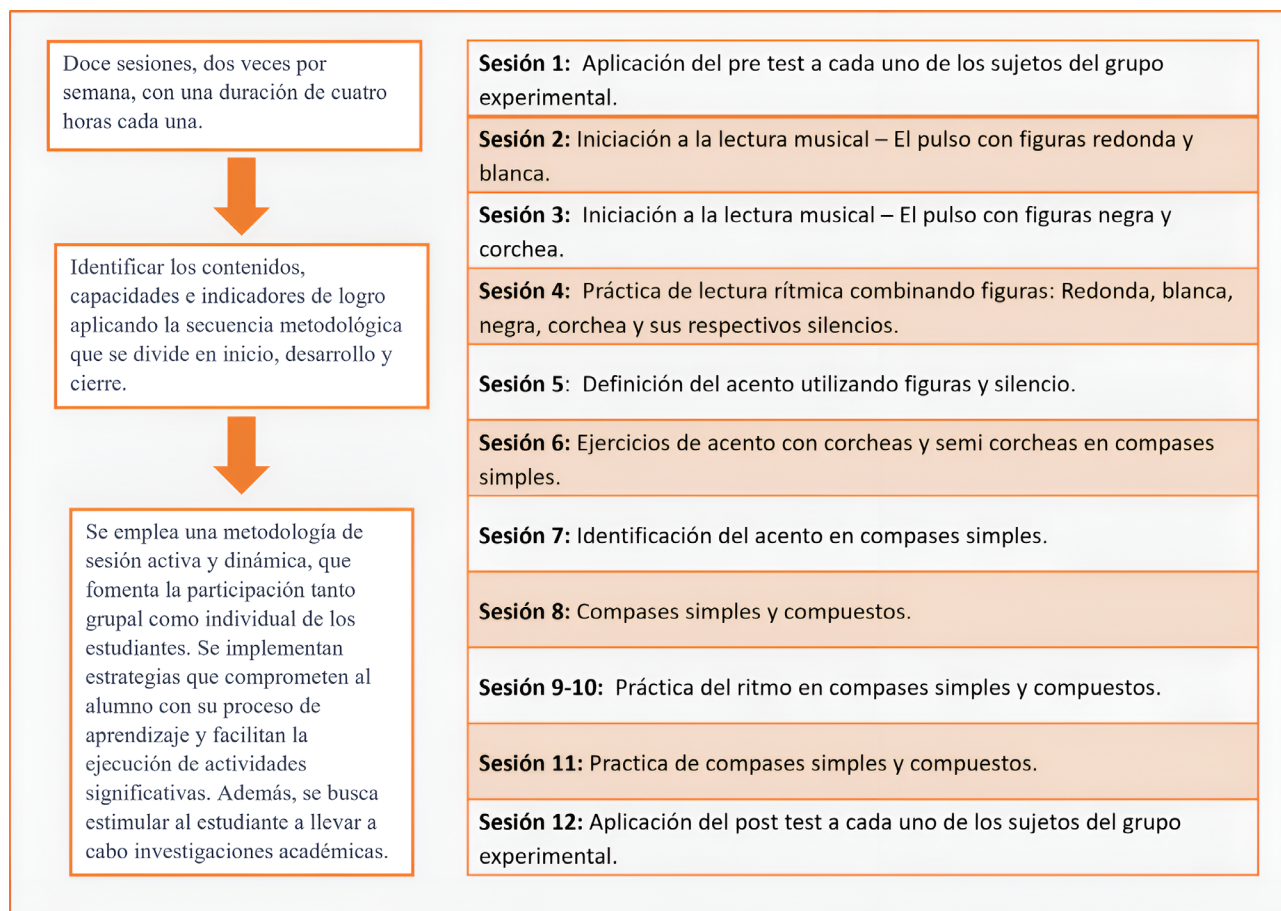 Doce sesiones, dos veces por
semana, con una duración de cuatro
horas cada una.
Identificar los contenidos,
capacidades e indicadores de logro
aplicando la secuencia metodológica
que se divide en inicio, desarrollo y
cierre.
Se emplea una metodología de
sesión activa y dinámica, que
fomenta la participación tanto
grupal como individual de los
estudiantes. Se implementan
estrategias que comprometen al
alumno con su proceso de
aprendizaje y facilitan la
ejecución de actividades
significativas. Además, se busca
estimular al estudiante a llevar a
cabo investigaciones académicas.
Sesión 1: Aplicación del pre test a cada uno de los sujetos del grupo
experimental.
Sesión 2: Iniciación a la lectura musical – El pulso con figuras redonda y
blanca.
Sesión 3: Iniciación a la lectura musical – El pulso con figuras negra y
corchea.
Sesión 4: Práctica de lectura rítmica combinando figuras: Redonda, blanca,
negra, corchea y sus respectivos silencios.
Sesión 5: Definición del acento utilizando figuras y silencio.
Sesión 6: Ejercicios de acento con corcheas y semi corcheas en compases
simples.
Sesión 7: Identificación del acento en compases simples.
Sesión 8: Compases simples y compuestos.
Sesión 9-10: Práctica del ritmo en compases simples y compuestos.
Sesión 11: Practica de compases simples y compuestos.
Sesión 12: Aplicación del post test a cada uno de los sujetos del grupo
experimental.